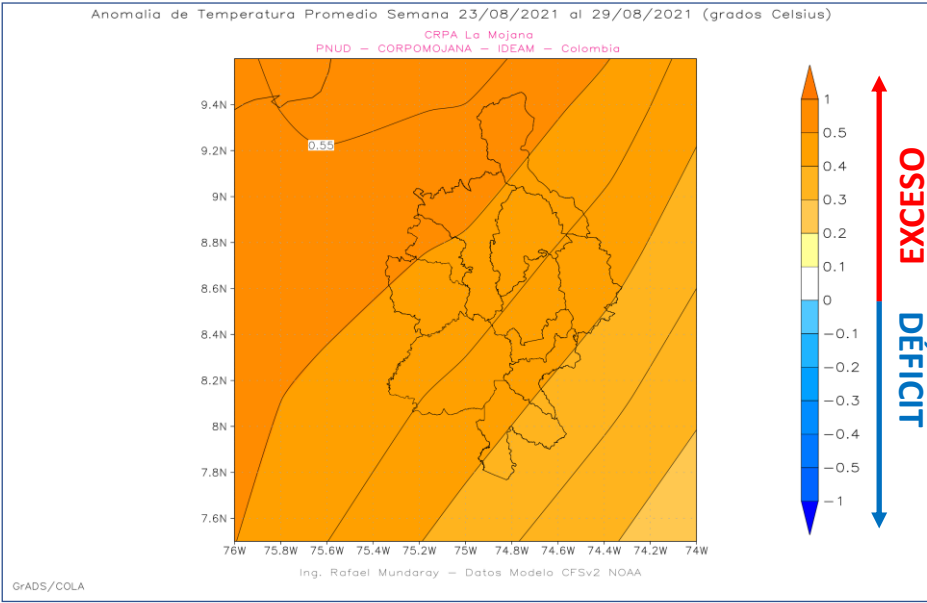 Anomalia de Temperatura Promedio Semana 23/08/2021 al 29/08/2021 (grados Celsius)
CRPA La Mojana
PNUD – CORPOMOJANA – IDEAM – Colombia
9.4N
9.2N
9N
8.8N
8.6N
8.4N
8.2N
8N
7.8N
7.6N
0.55
76W 75.8W 75.6W 75.4W 75.2W 75W 74.8W 74.6W 74.4W 74.2W 74W
1
0.5
0.4
0.3
0.2
0.1
0
−0.1
−0.2
−0.3
−0.4
−0.5
−1
EXCESO
DÉFICIT
Ing. Rafael Mundaray – Datos Modelo CFSv2 NOAA
GrADS/COLA